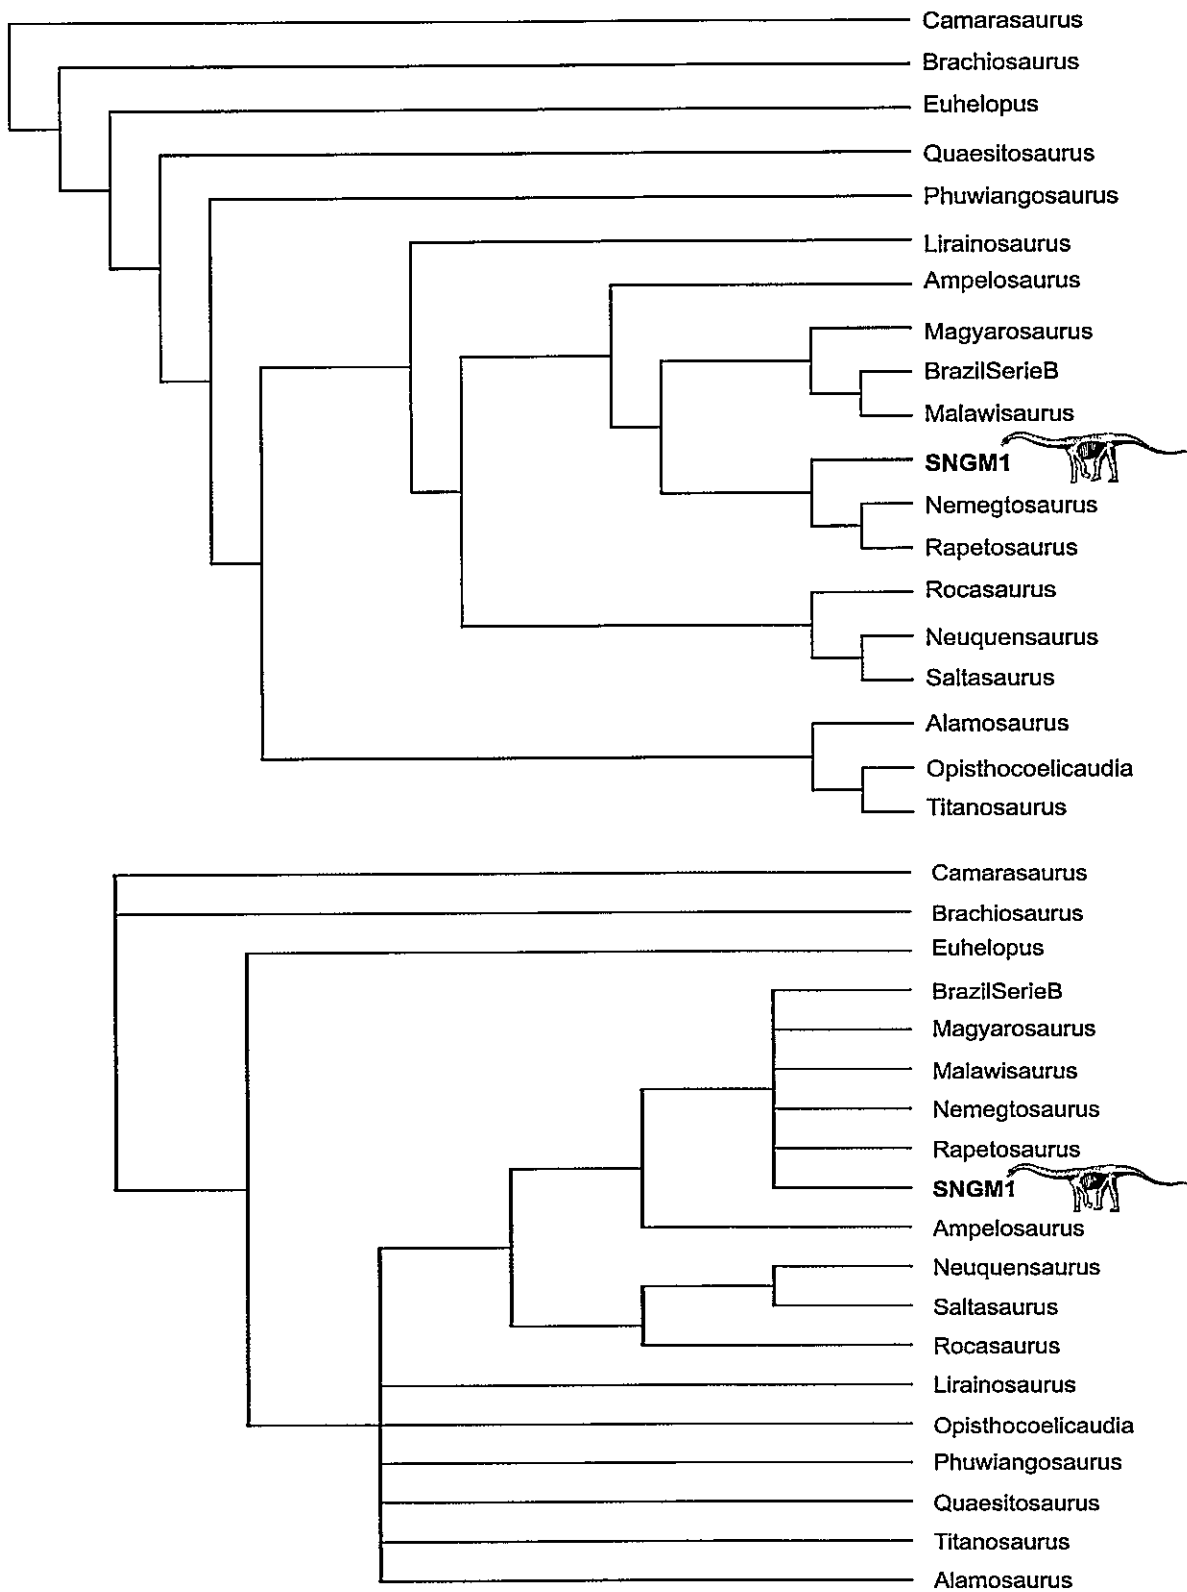 Camarasaurus
Brachiosaurus
Euhelopus
Quaesitosaurus
Phuwiangosaurus
Lirainosaurus
Ampelosaurus
Magyarosaurus
BrazilSerieB
Malawisaurus
SNGM1
Nemegtosaurus
Rapetosaurus
Rocasaurus
Neuquensaurus
Saltasaurus
Alamosaurus
Opisthocoelicaudia
Titanosaurus
Camarasaurus
Brachiosaurus
Euhelopus
BrazilSerieB
Magyarosaurus
Malawisaurus
Nemegtosaurus
Rapetosaurus
SNGM1
Ampelosaurus
Neuquensaurus
Saltasaurus
Rocasaurus
Lirainosaurus
Opisthocoelicaudia
Phuwiangosaurus
Quaesitosaurus
Titanosaurus
Alamosaurus